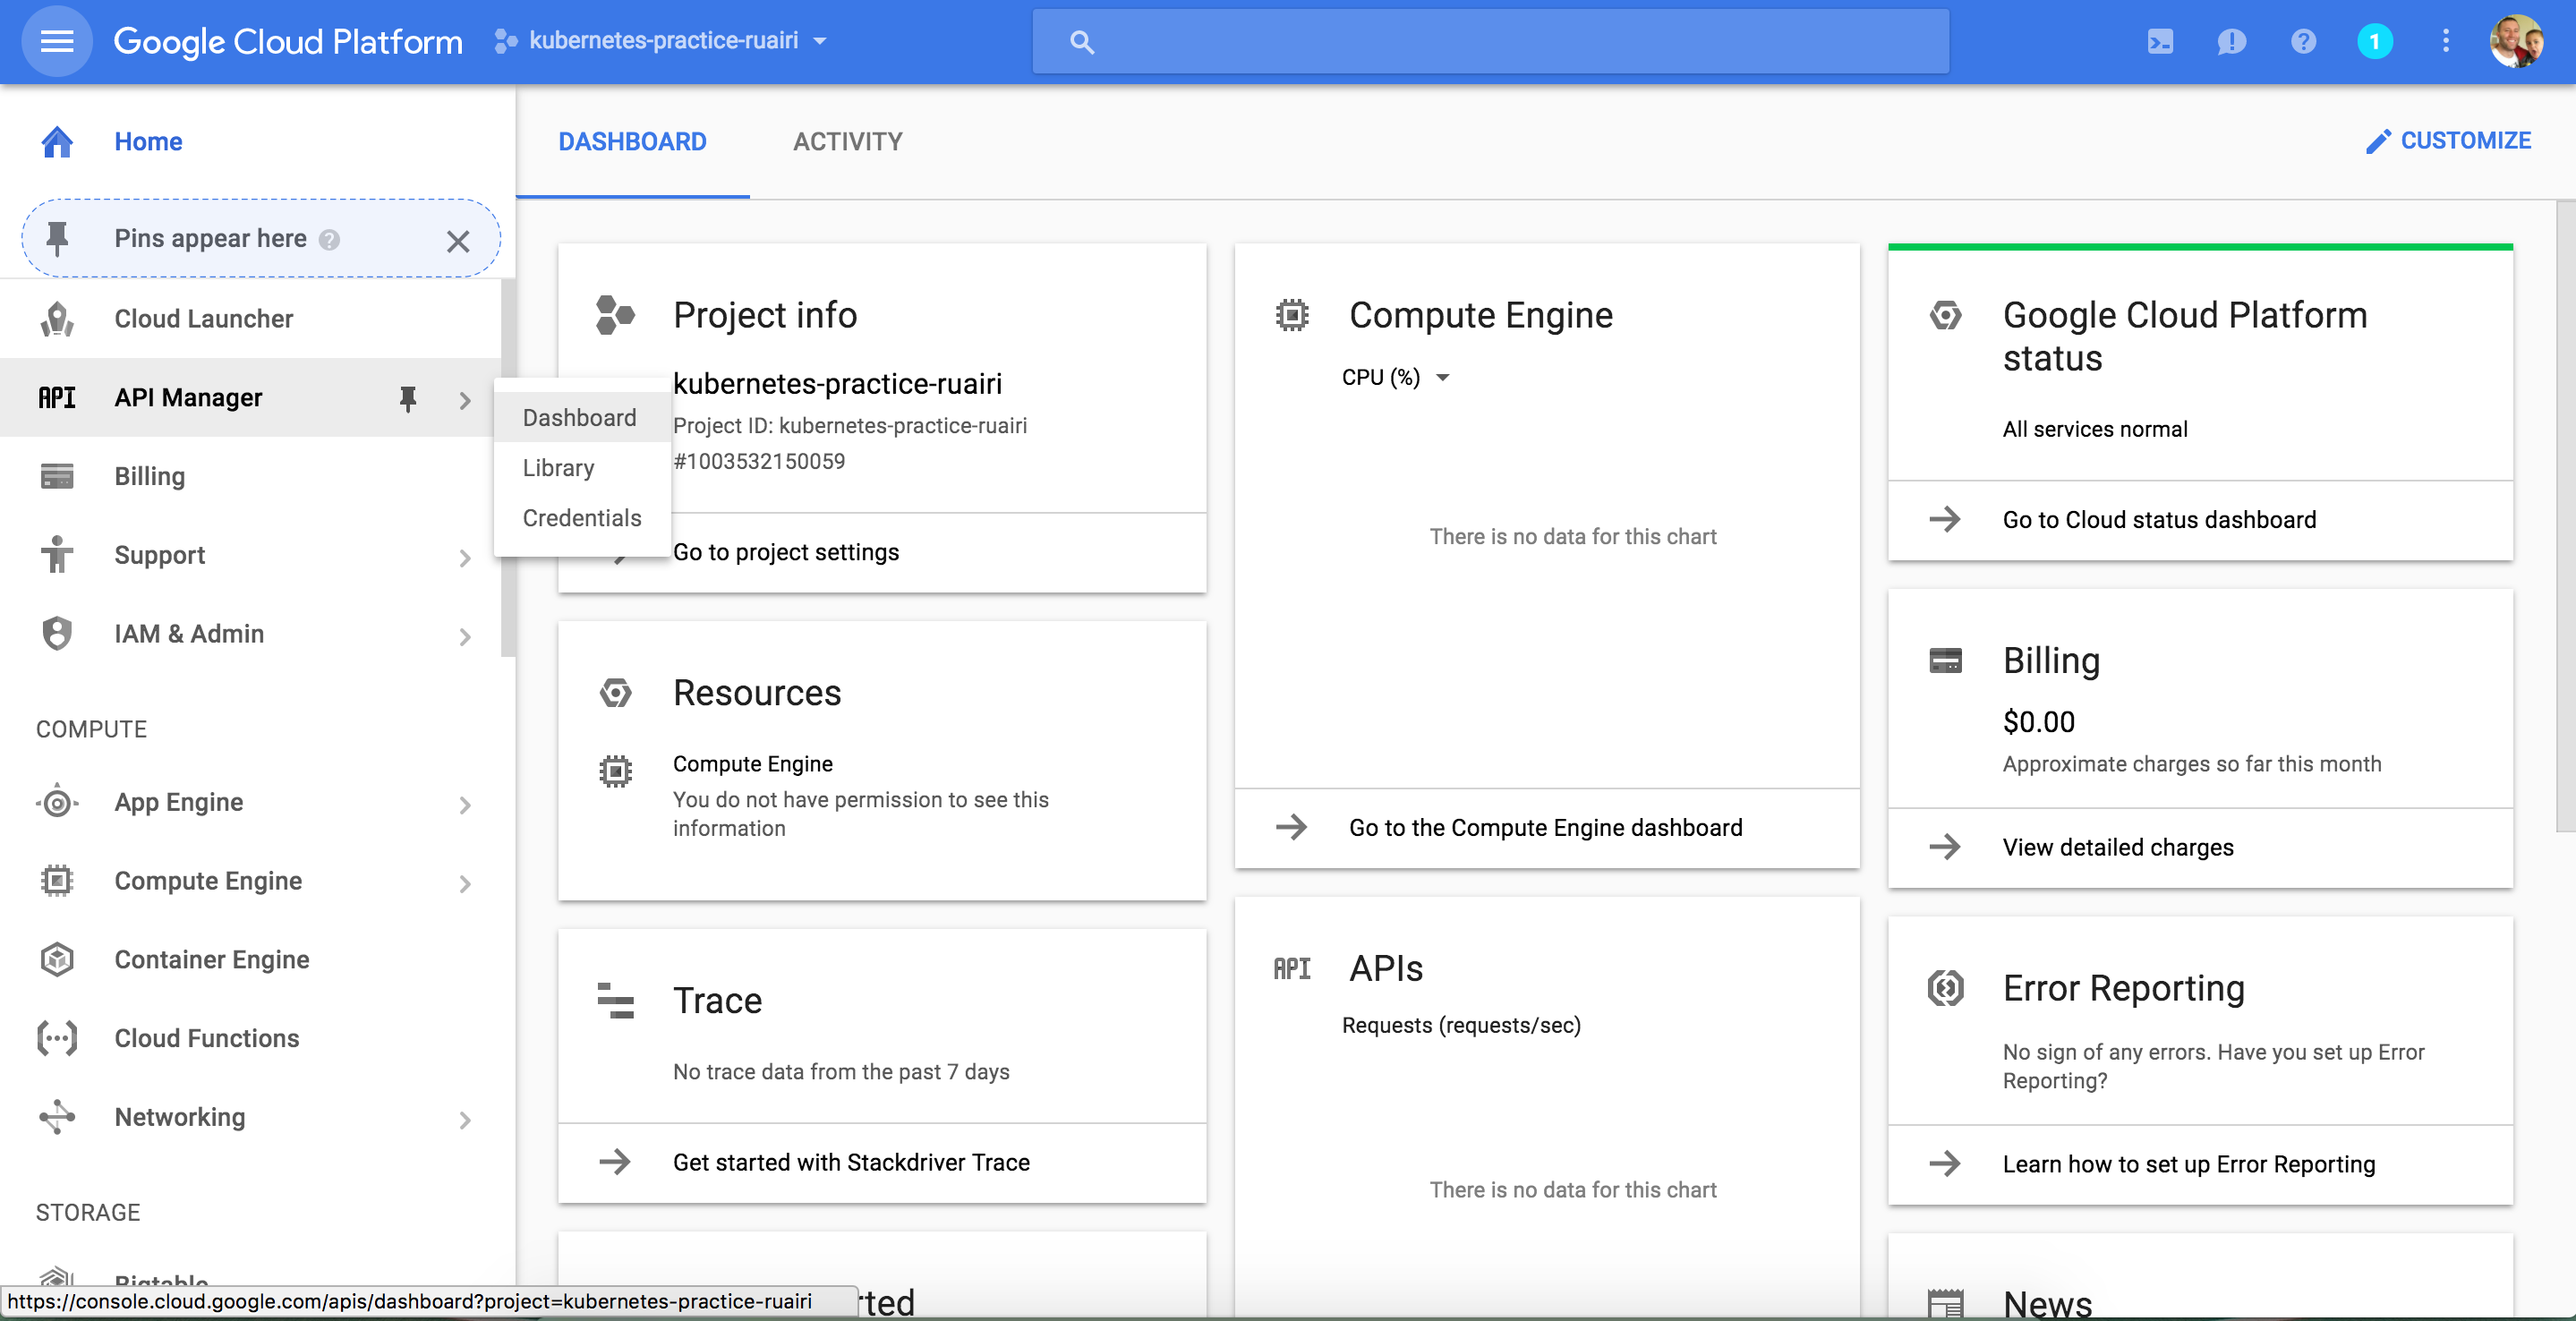 Google Cloud Platform
kubernetes-practice-ruairi
1
Home
Pins appear here
?
Cloud Launcher
API
API Manager
Billing
Support
IAM & Admin
COMPUTE
App Engine
Compute Engine
Container Engine
Cloud Functions
Networking
STORAGE
Bigtable
https://console.cloud.google.com/apis/dashboard?project=kubernetes-practice-ruairi
Dashboard
Library
Credentials
DASHBOARD
ACTIVITY
CUSTOMIZE
Project info
kubernetes-practice-ruairi
Project ID: kubernetes-practice-ruairi
#1003532150059
Go to project settings
Resources
Compute Engine
You do not have permission to see this
information
Trace
No trace data from the past 7 days
Get started with Stackdriver Trace
Compute Engine
CPU (%)
There is no data for this chart
Go to the Compute Engine dashboard
API
APIs
Requests (requests/sec)
There is no data for this chart
Google Cloud Platform
status
All services normal
Go to Cloud status dashboard
Billing
$0.00
Approximate charges so far this month
View detailed charges
Error Reporting
No sign of any errors. Have you set up Error
Reporting?
Learn how to set up Error Reporting
News